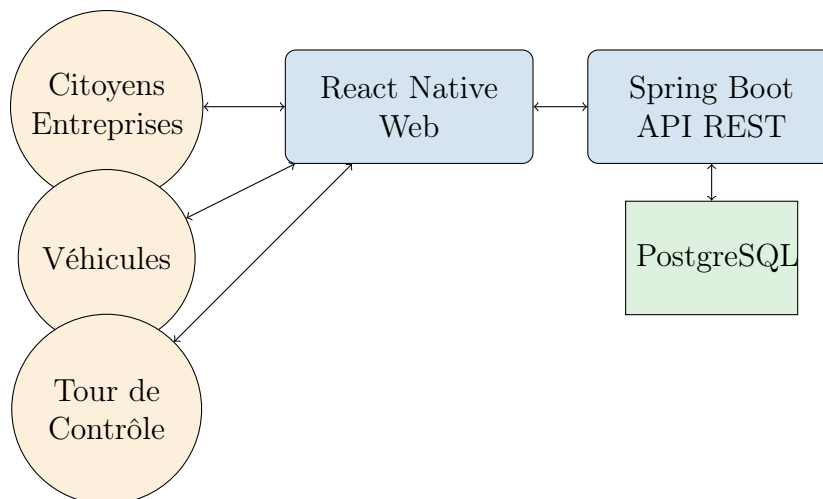 Citoyens
Entreprises
React Native
Web
Spring Boot
API REST
Véhicules
PostgreSQL
Tour de
Contrôle